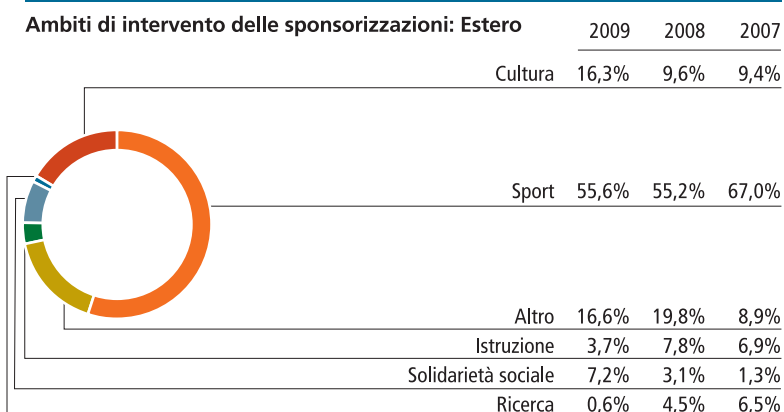 Ambiti di intervento delle sponsorizzazioni: Estero 2009 2008 2007
Cultura 16,3% 9,6% 9,4%
Sport 55,6% 55,2% 67,0%
Altro 16,6% 19,8% 8,9%
Istruzione 3,7% 7,8% 6,9%
Solidarietà sociale 7,2% 3,1% 1,3%
Ricerca 0,6% 4,5% 6,5%